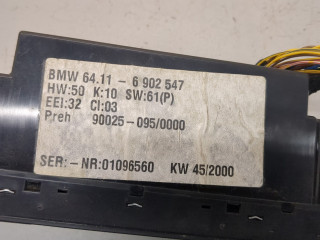 BMW 64.11 - 6 902 547
HW:50 K:10 SW:61(P)
EEI:32 CI:03
Preh 90025-095/0000
SER:-NR:01096560 KW 45/2000